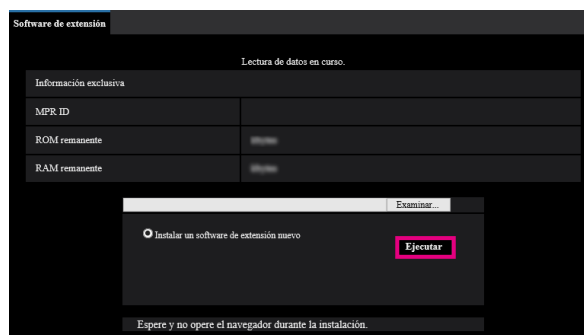 Software de extensión
Lectura de datos en curso.
Información exclusiva
MPR ID
ROM remanente
RAM remanente
Examinar...
Instalar un software de extensión nuevo
Ejecutar
Espere y no opere el navegador durante la instalación.